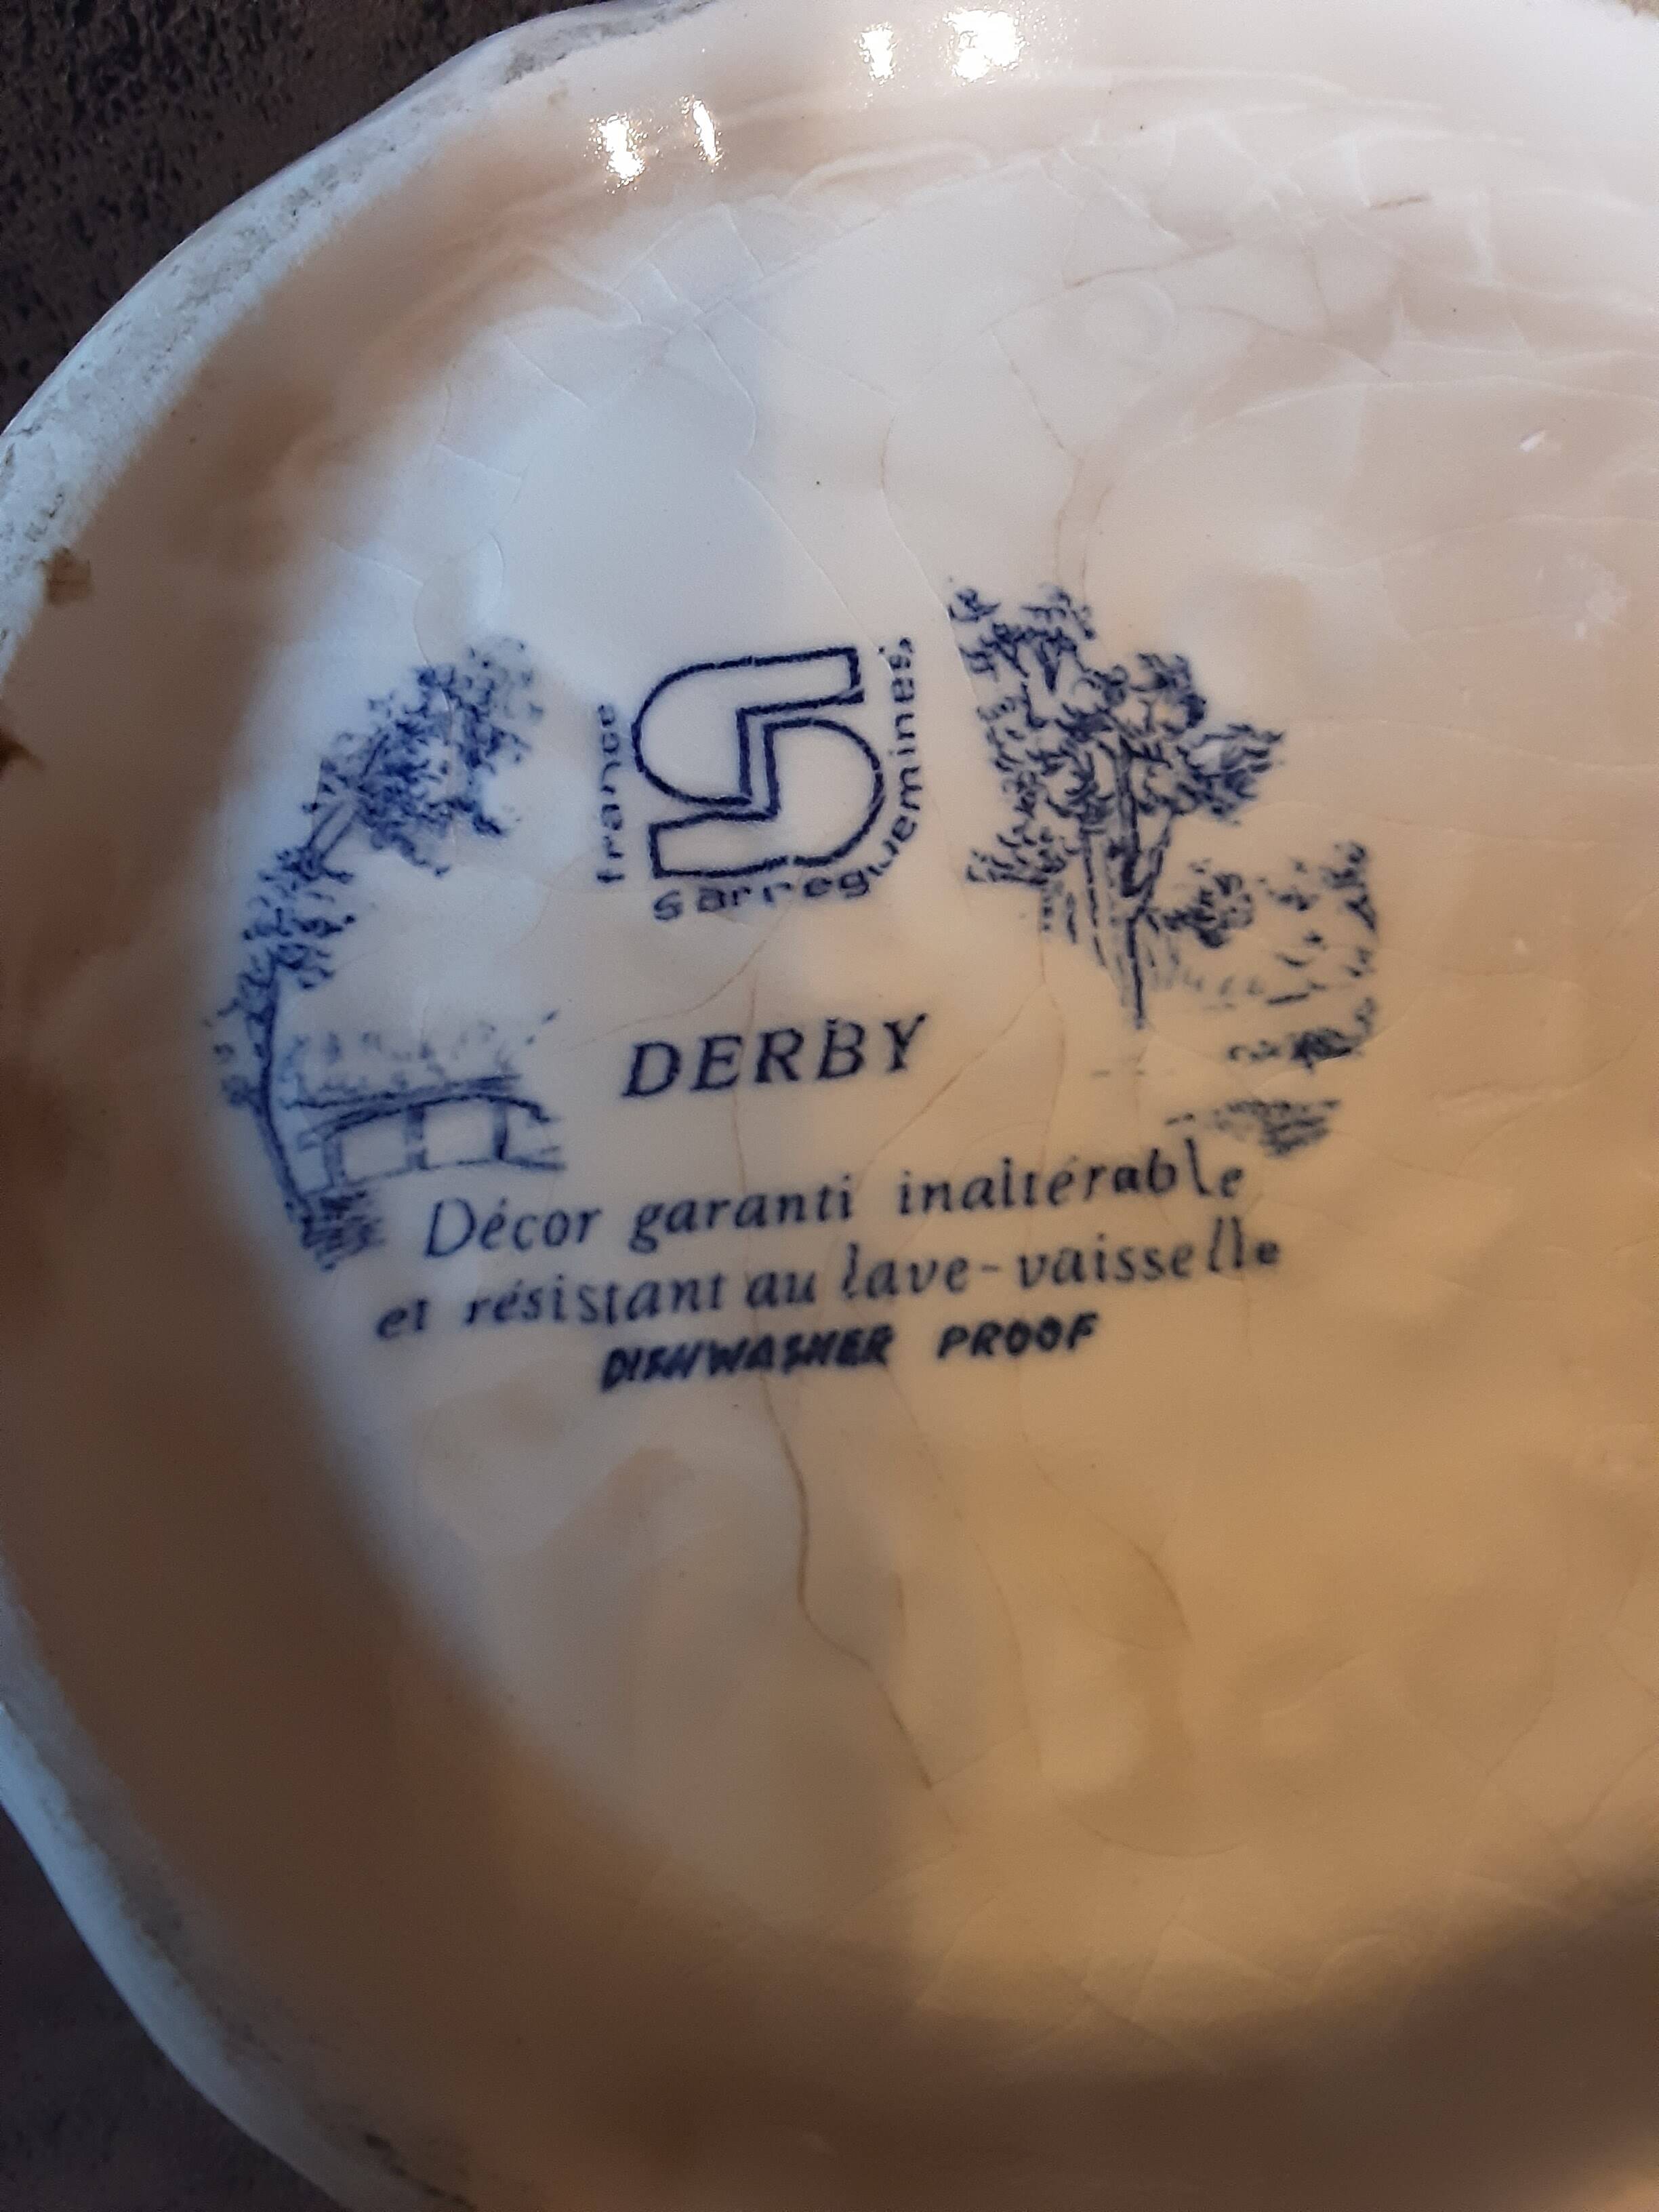 france
sarreguemines
DERBY
Décor garanti inaltérable
et résistant au lave-vaisselle
DISHWASHER PROOF